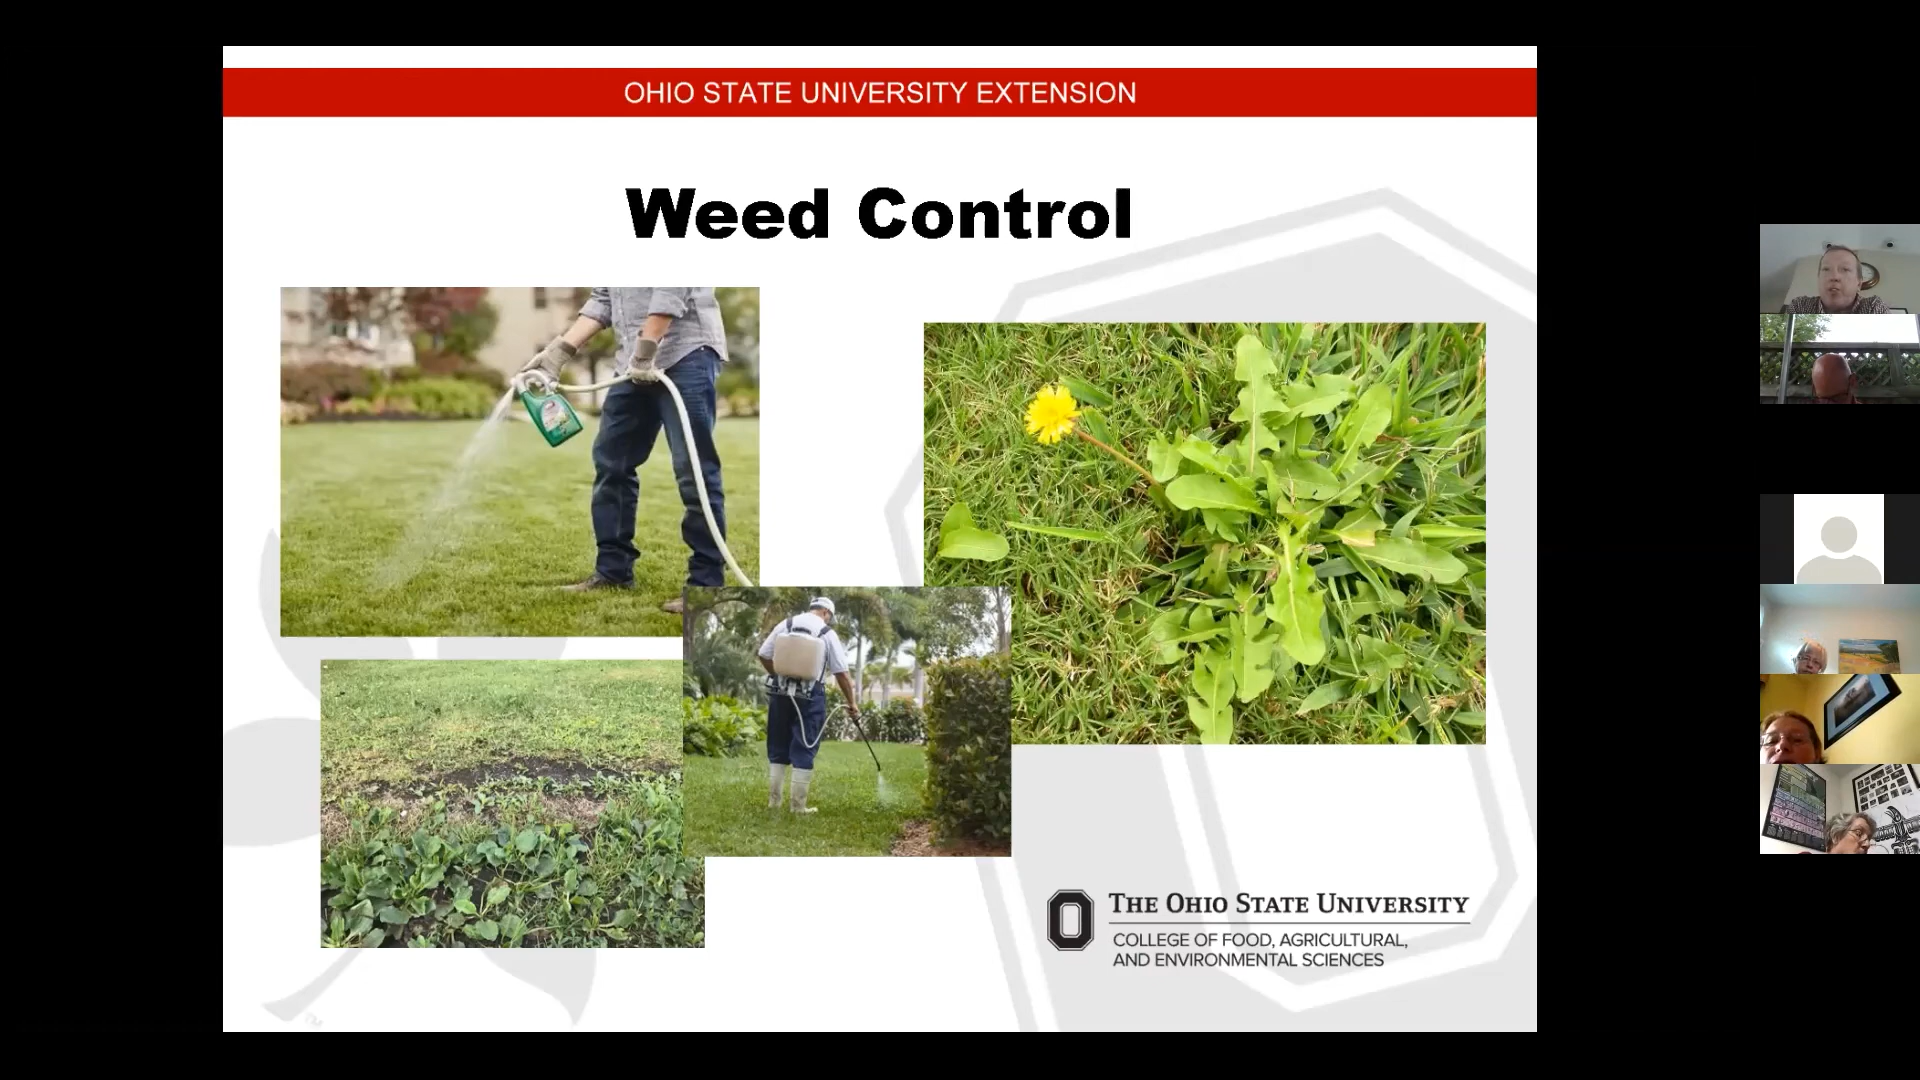 OHIO STATE UNIVERSITY EXTENSION
Weed Control
THE OHIO STATE UNIVERSITY
COLLEGE OF FOOD, AGRICULTURAL,
AND ENVIRONMENTAL SCIENCES